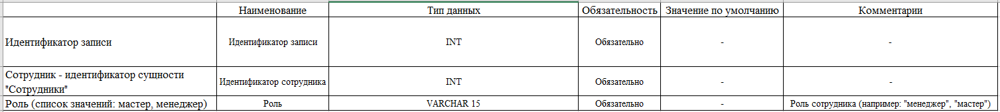 Наименование Тип данных Обязательность Значение по умолчанию Комментарии
Идентификатор записи Идентификатор записи INT Обязательно - -
Сотрудник - идентификатор сущности
"Сотрудники" Идентификатор сотрудника INT Обязательно - -
Роль (список значений: мастер, менеджер) Роль VARCHAR 15 Обязательно - Роль сотрудника (например: "менеджер", "мастер")